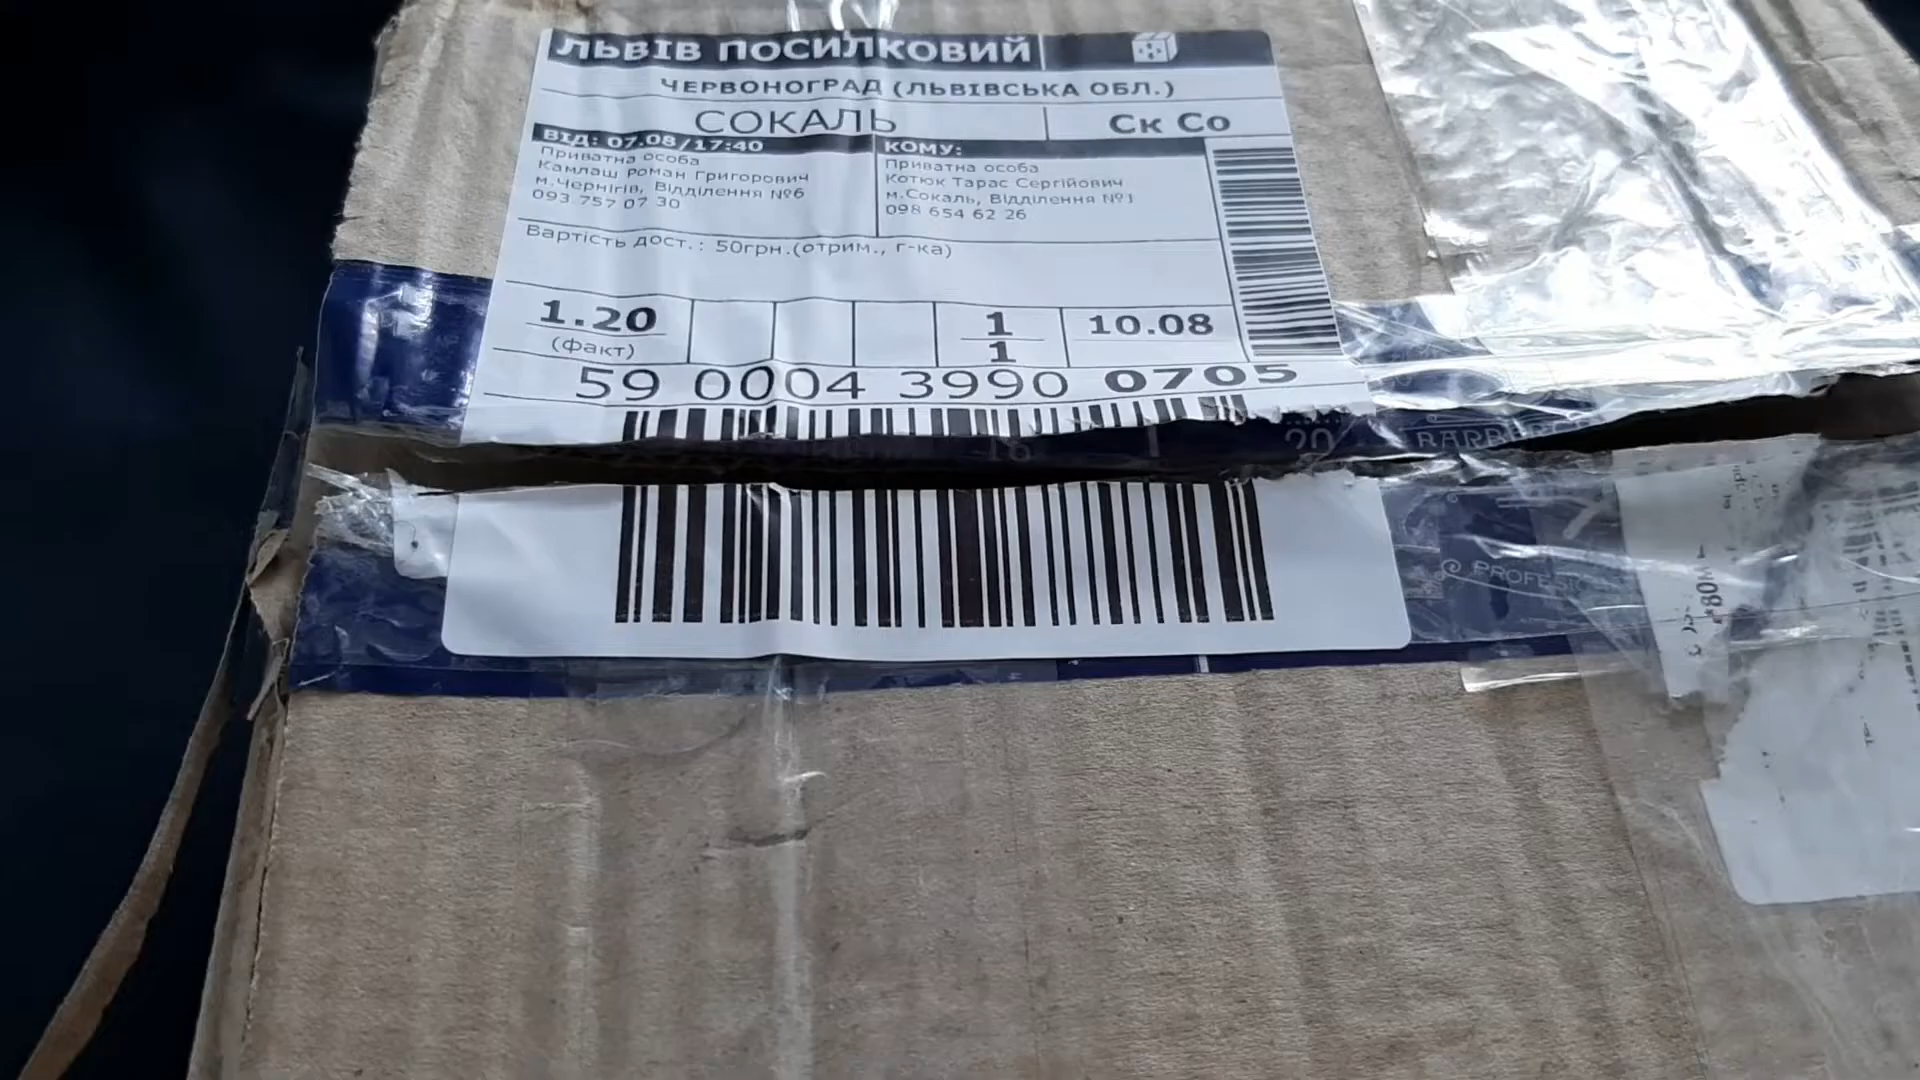 ЛЬВІВ ПОСИЛКОВИЙ
ЧЕРВОНОГРАД (ЛЬВІВСЬКА ОБЛ.)
СОКАЛЬ
Ск Со
ВІД: 07.08/17:40
Приватна особа
Камлаш Роман Григорович
м.Чернігів, Відділення №6
093 757 07 30
КОМУ:
Приватна особа
Котюк Тарас Сергійович
м.Сокаль, Відділення №1
098 654 62 26
Вартість дост.: 50грн.(отрим., г-ка)
1.20
(факт)
1
1
10.08
59 0004 3990 0705
16
20